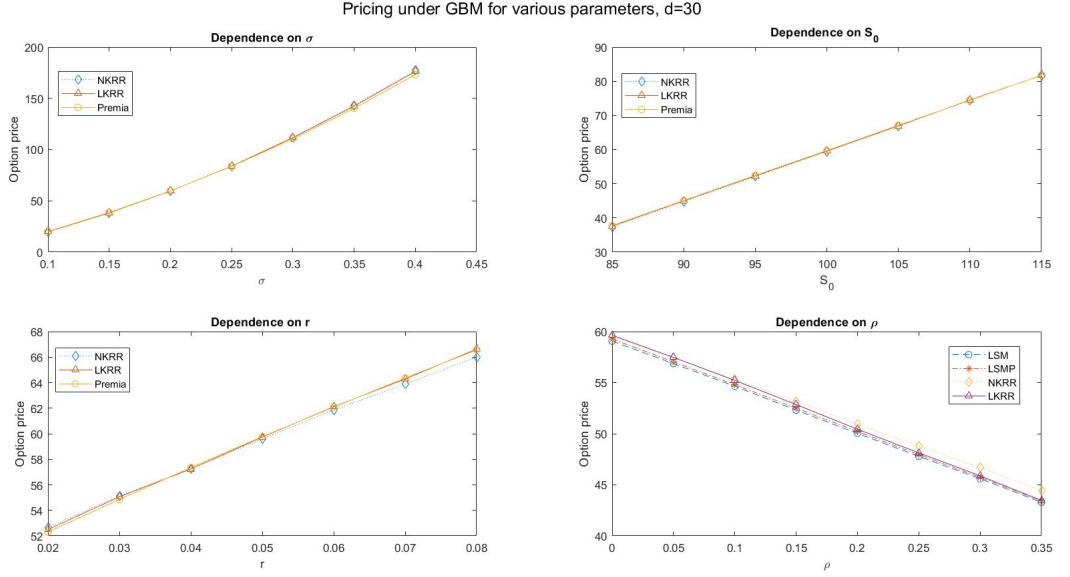 Pricing under GBM for various parameters, d=30
Dependence on σ
Option price
200
150
100
50
0
0.1 0.15 0.2 0.25 0.3 0.35 0.4 0.45
σ
NKRR
LKRR
Premia
Dependence on S₀
Option price
90
80
70
60
50
40
30
85 90 95 100 105 110 115
S₀
NKRR
LKRR
Premia
Dependence on r
Option price
68
66
64
62
60
58
56
54
52
0.02 0.03 0.04 0.05 0.06 0.07 0.08
r
NKRR
LKRR
Premia
Dependence on ρ
Option price
60
55
50
45
40
0 0.05 0.1 0.15 0.2 0.25 0.3 0.35
ρ
LSM
LSMP
NKRR
LKRR